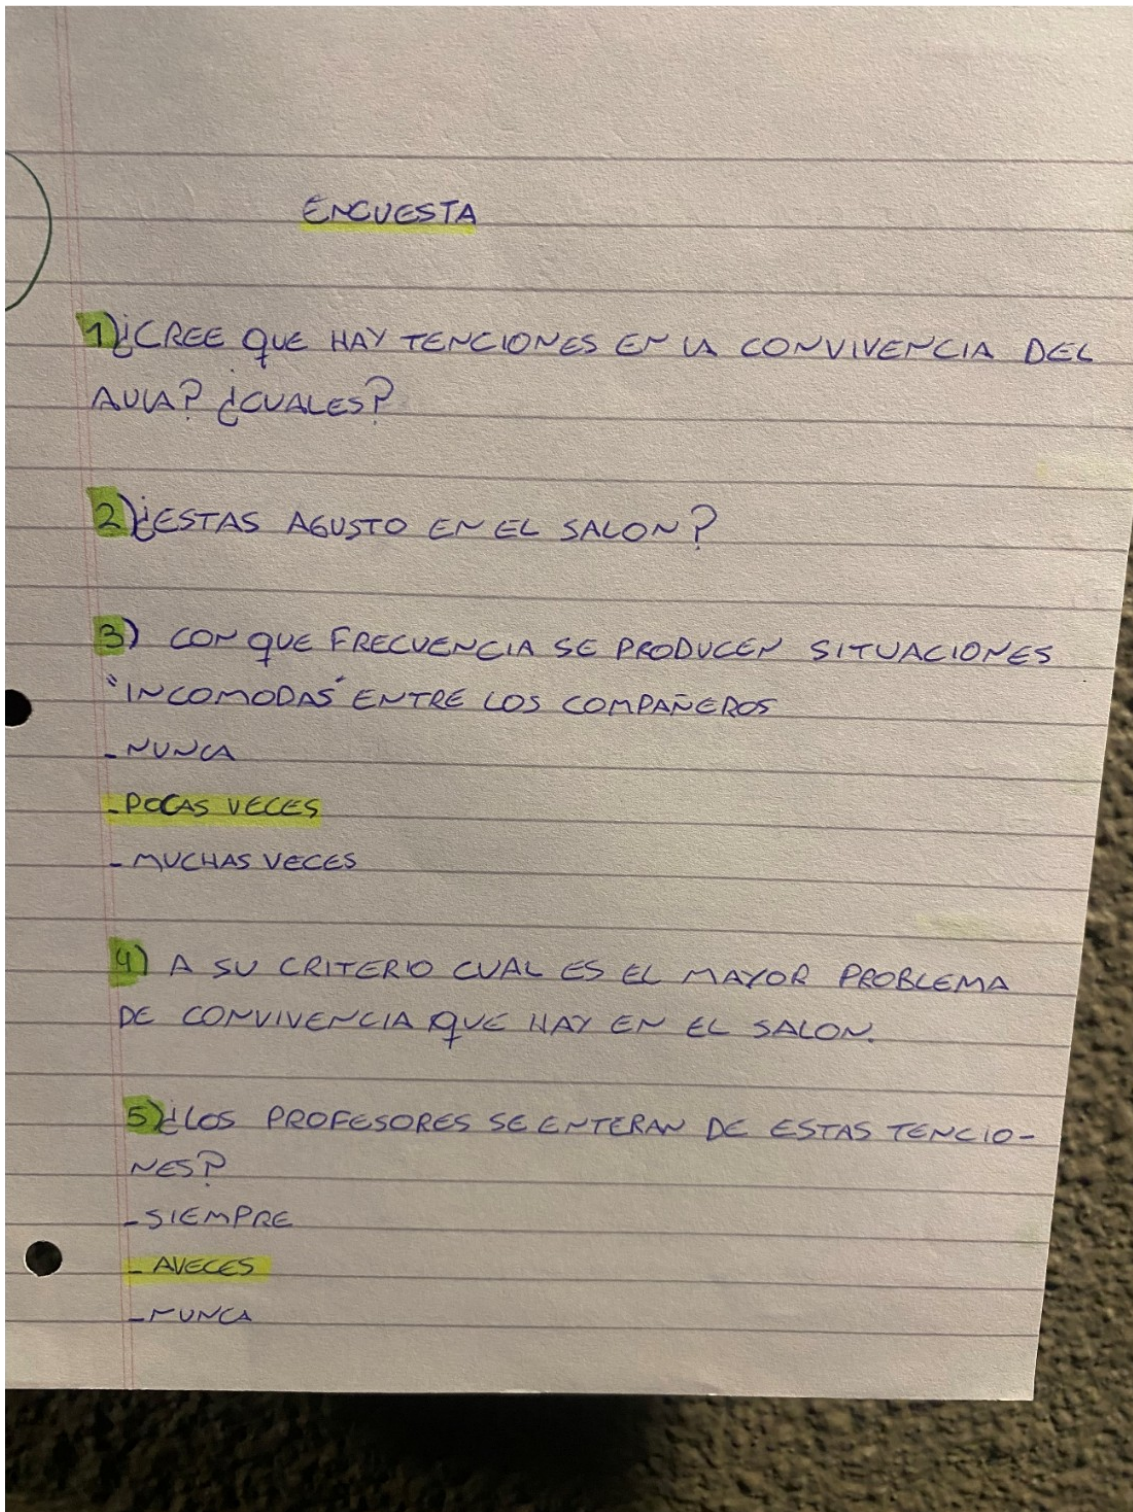 ENCUESTA
1) ¿CREE QUE HAY TENCIONES EN LA CONVIVENCIA DEL
AULA? ¿CUALES?
2) ¿ESTAS AGUSTO EN EL SALON?
3) CON QUE FRECUENCIA SE PRODUCEN SITUACIONES
"INCOMODAS" ENTRE LOS COMPAÑEROS
- NUNCA
- POCAS VECES
- MUCHAS VECES
4) A SU CRITERIO CUAL ES EL MAYOR PROBLEMA
DE CONVIVENCIA QUE HAY EN EL SALON.
5) ¿LOS PROFESORES SE ENTERAN DE ESTAS TENCIO-
NES?
- SIEMPRE
- AVECES
- NUNCA